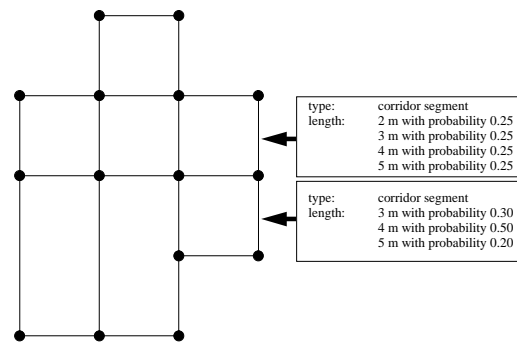 type: corridor segment
length: 2 m with probability 0.25
3 m with probability 0.25
4 m with probability 0.25
5 m with probability 0.25
type: corridor segment
length: 3 m with probability 0.30
4 m with probability 0.50
5 m with probability 0.20